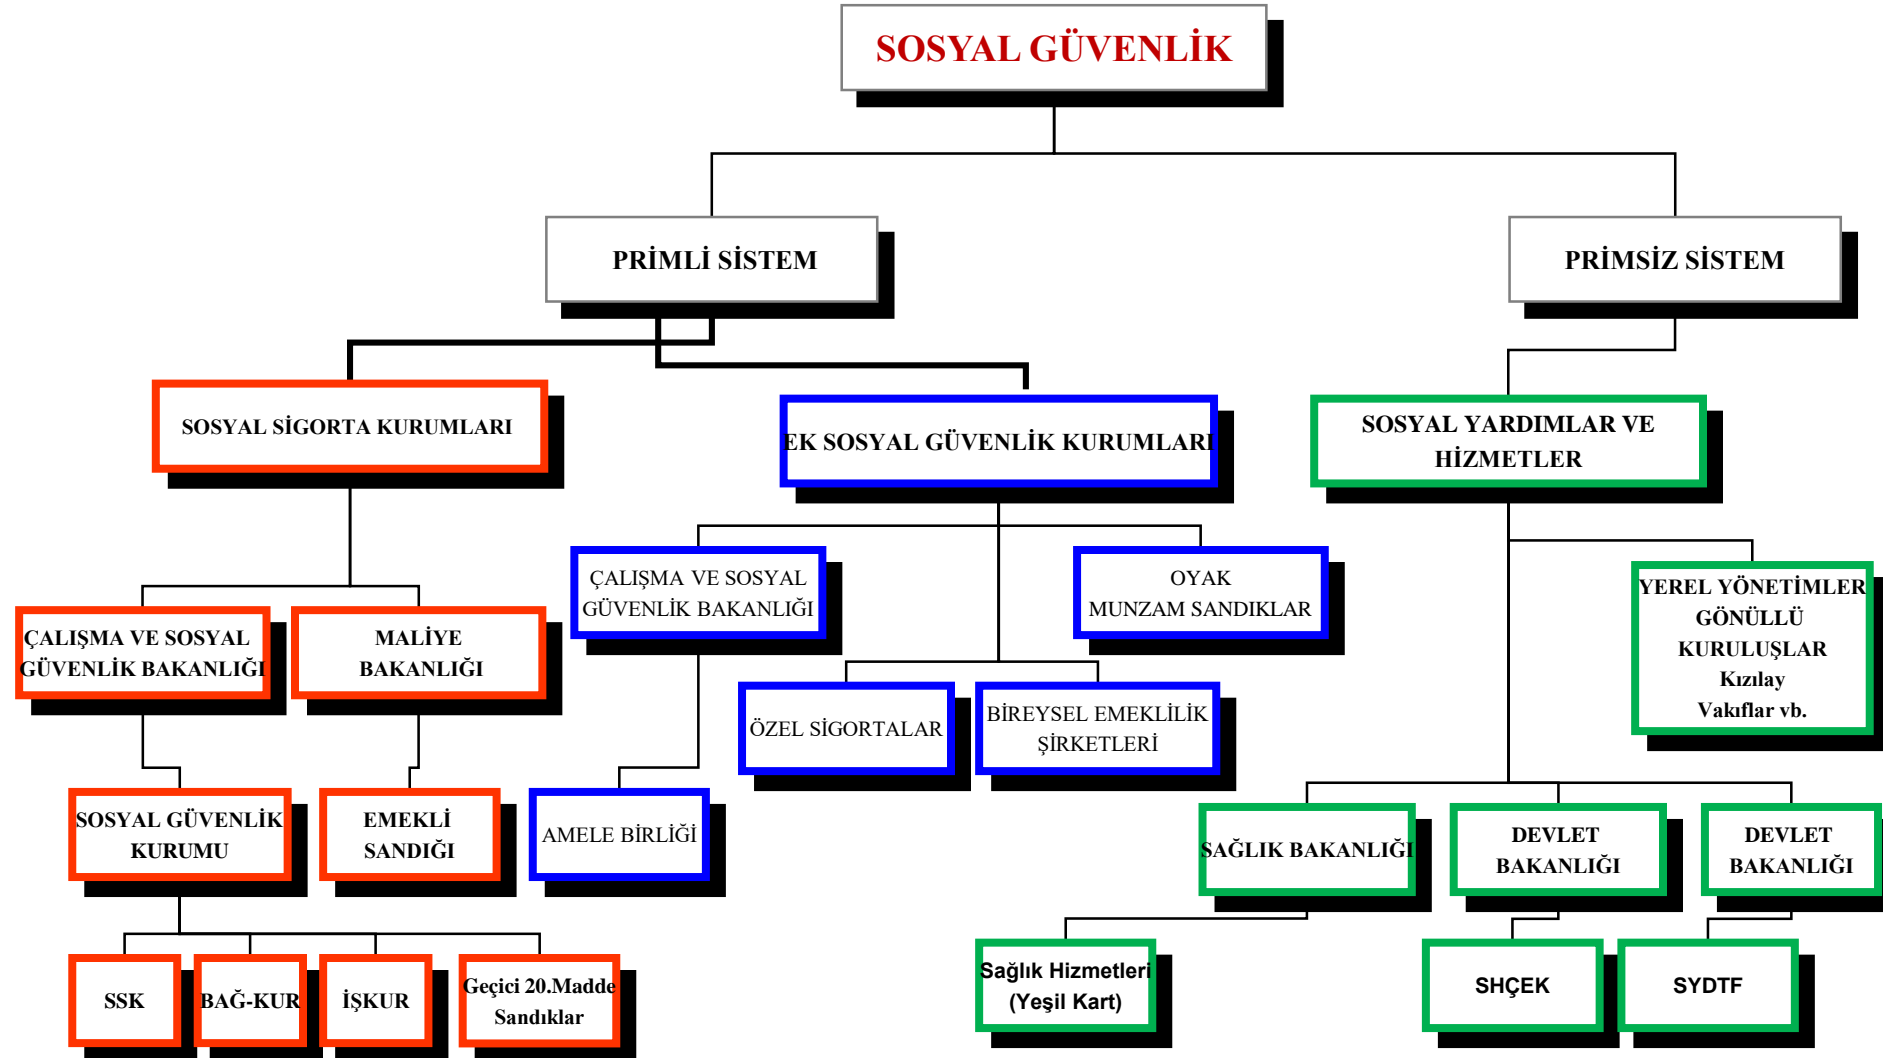 SOSYAL GÜVENLİK
PRİMLİ SİSTEM
PRİMSİZ SİSTEM
SOSYAL SİGORTA KURUMLARI
EK SOSYAL GÜVENLİK KURUMLARI
SOSYAL YARDIMLAR VE
HİZMETLER
ÇALIŞMA VE SOSYAL
GÜVENLİK BAKANLIĞI
MALİYE
BAKANLIĞI
ÇALIŞMA VE SOSYAL
GÜVENLİK BAKANLIĞI
OYAK
MUNZAM SANDIKLAR
YEREL YÖNETİMLER
GÖNÜLLÜ
KURULUŞLAR
Kızılay
Vakıflar vb.
ÖZEL SİGORTALAR
BİREYSEL EMEKLİLİK
ŞİRKETLERİ
SOSYAL GÜVENLİK
KURUMU
EMEKLİ
SANDIĞI
AMELE BİRLİĞİ
SAĞLIK BAKANLIĞI
DEVLET
BAKANLIĞI
DEVLET
BAKANLIĞI
SSK
BAĞ-KUR
İŞKUR
Geçici 20.Madde
Sandıklar
Sağlık Hizmetleri
(Yeşil Kart)
SHÇEK
SYDTF